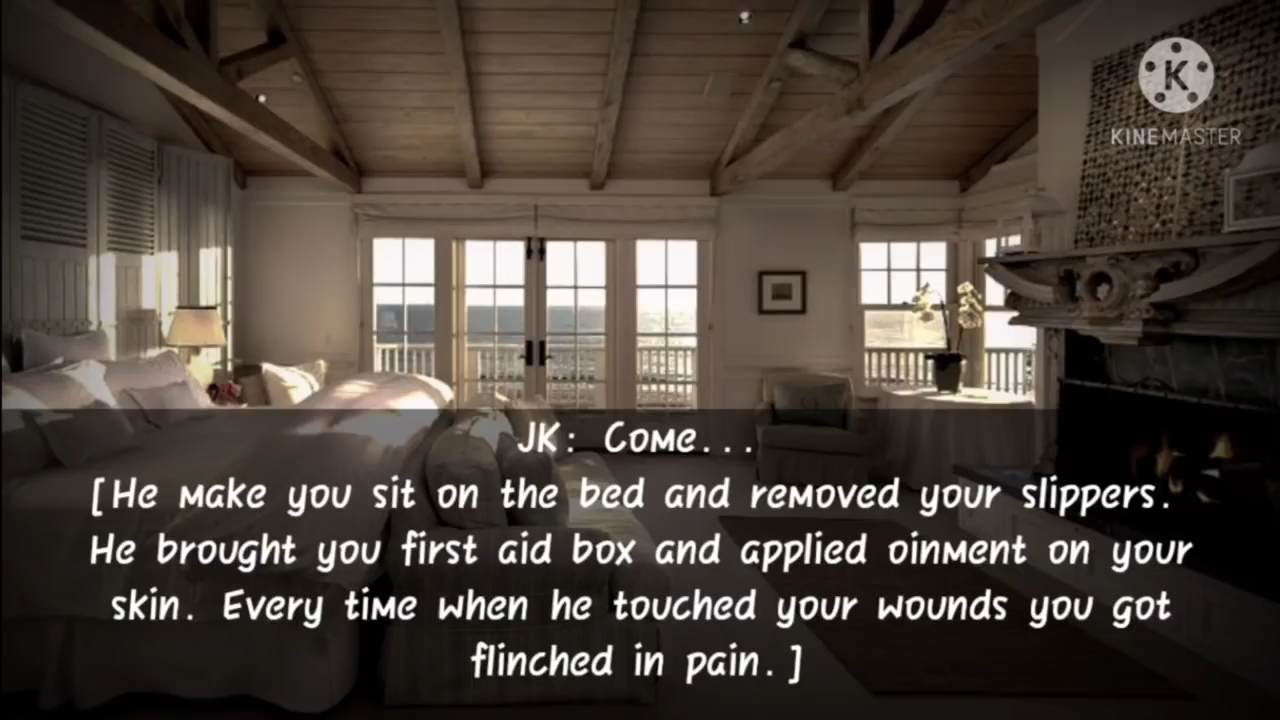 K
KINEMASTER
JK: Come...
[He make you sit on the bed and removed your slippers.
He brought you first aid box and applied oinment on your
skin. Every time when he touched your wounds you got
flinched in pain.]